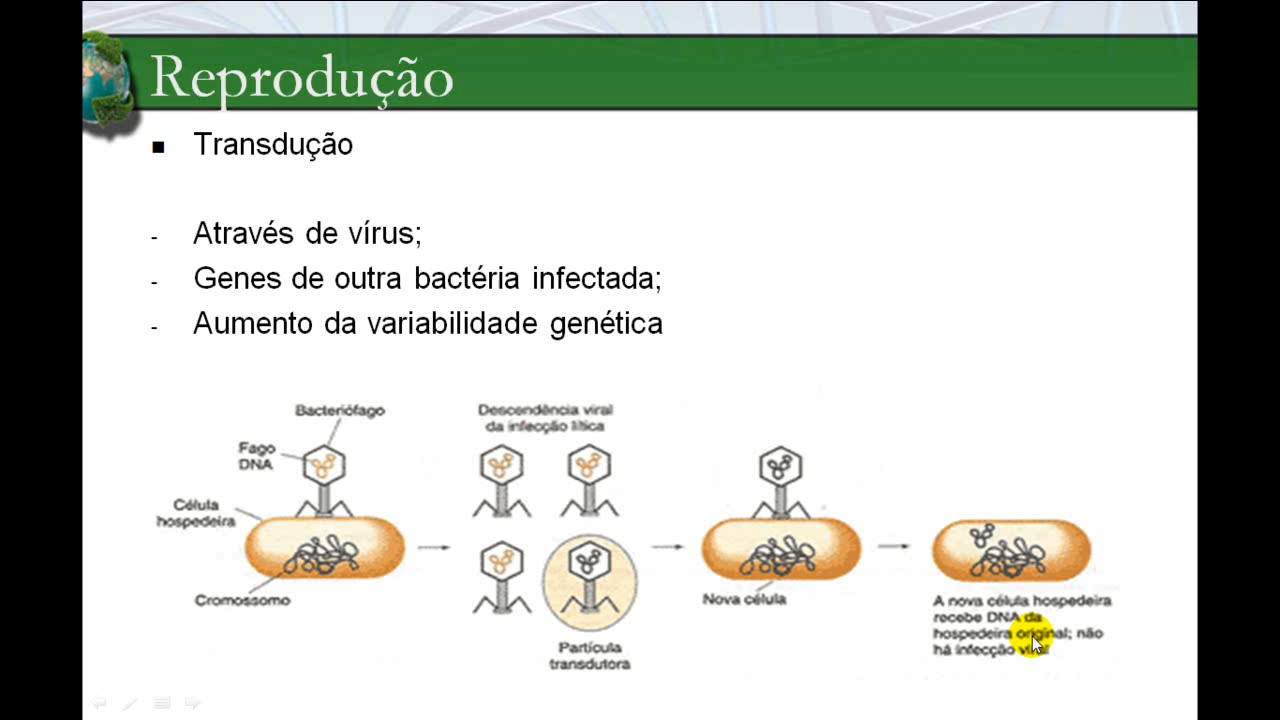 Reprodução
Transdução
- Através de vírus;
- Genes de outra bactéria infectada;
- Aumento da variabilidade genética
Bacteriófago
Fago
DNA
Célula
hospedeira
Cromossomo
Descendência viral
da infecção lítica
Partícula
transdutora
Nova célula
A nova célula hospedeira
recebe DNA da
hospedeira original; não
há infecção viral